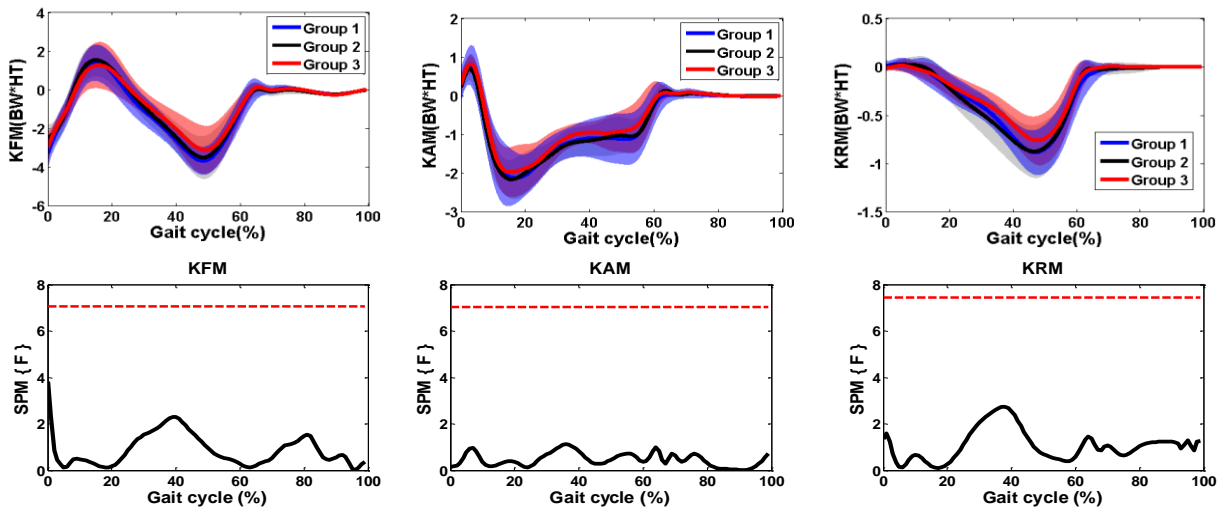 KFM(BW*HT)
4
2
0
-2
-4
-6
Group 1
Group 2
Group 3
0 20 40 60 80 100
Gait cycle(%)
KAM(BW*HT)
2
1
0
-1
-2
-3
Group 1
Group 2
Group 3
0 20 40 60 80 100
Gait cycle(%)
KRM(BW*HT)
0.5
0
-0.5
-1
-1.5
Group 1
Group 2
Group 3
0 20 40 60 80 100
Gait cycle(%)
KFM
SPM { F }
8
6
4
2
0
0 20 40 60 80 100
Gait cycle (%)
KAM
SPM { F }
8
6
4
2
0
0 20 40 60 80 100
Gait cycle (%)
KRM
SPM { F }
8
6
4
2
0
0 20 40 60 80 100
Gait cycle (%)